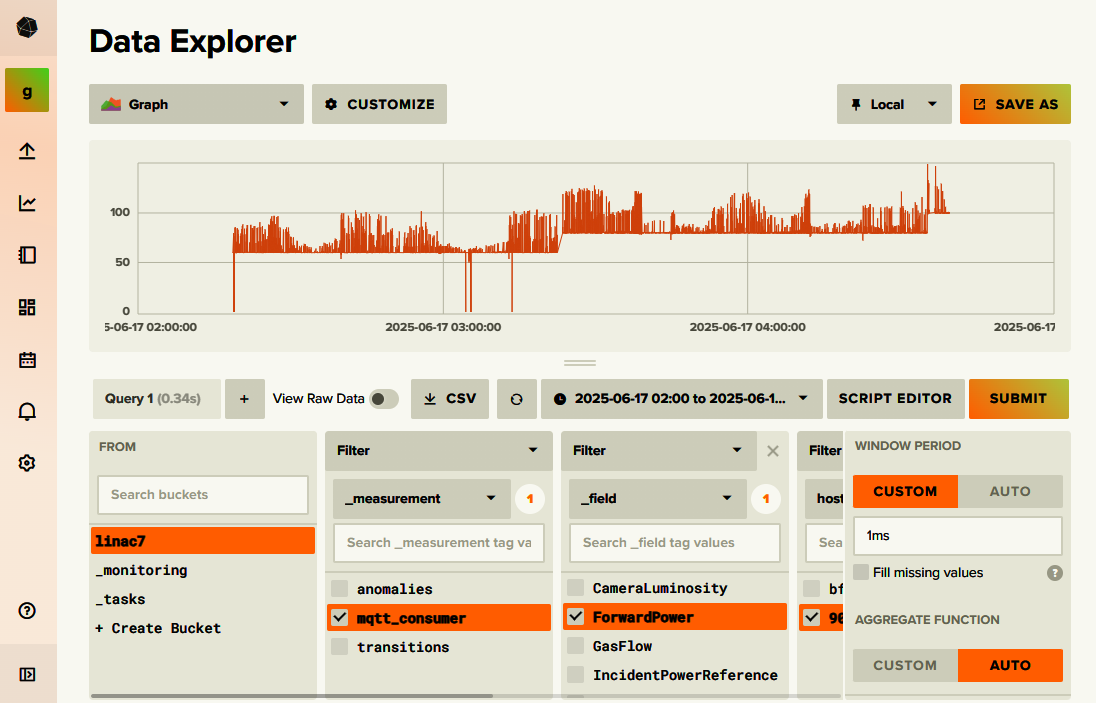 Data Explorer
g
Graph
CUSTOMIZE
Local
SAVE AS
100
50
0
5-06-17 02:00:00
2025-06-17 03:00:00
2025-06-17 04:00:00
2025-06-17
Query 1 (0.34s)
+
View Raw Data
CSV
2025-06-17 02:00 to 2025-06-1...
SCRIPT EDITOR
SUBMIT
FROM
Search buckets
linac7
_monitoring
_tasks
+ Create Bucket
Filter
_measurement
1
Search _measurement tag va
anomalies
mqtt_consumer
transitions
Filter
_field
1
Search _field tag values
CameraLuminosity
ForwardPower
GasFlow
IncidentPowerReference
Filter
host
Sea
bf
90
WINDOW PERIOD
CUSTOM
AUTO
1ms
Fill missing values
?
AGGREGATE FUNCTION
CUSTOM
AUTO